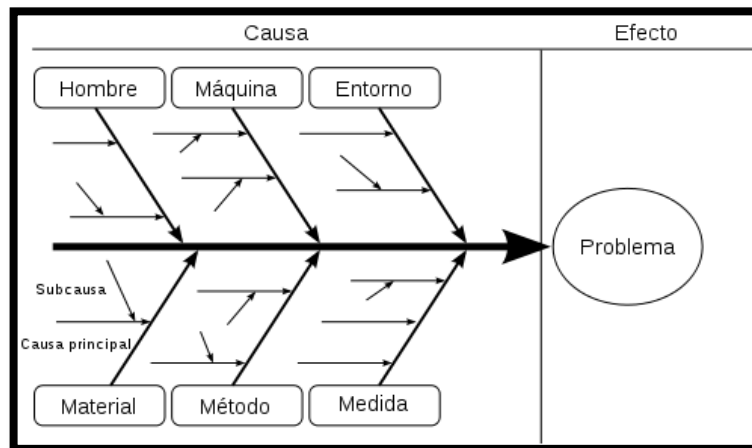 Causa
Efecto
Hombre
Máquina
Entorno
Problema
Subcausa
Causa principal
Material
Método
Medida